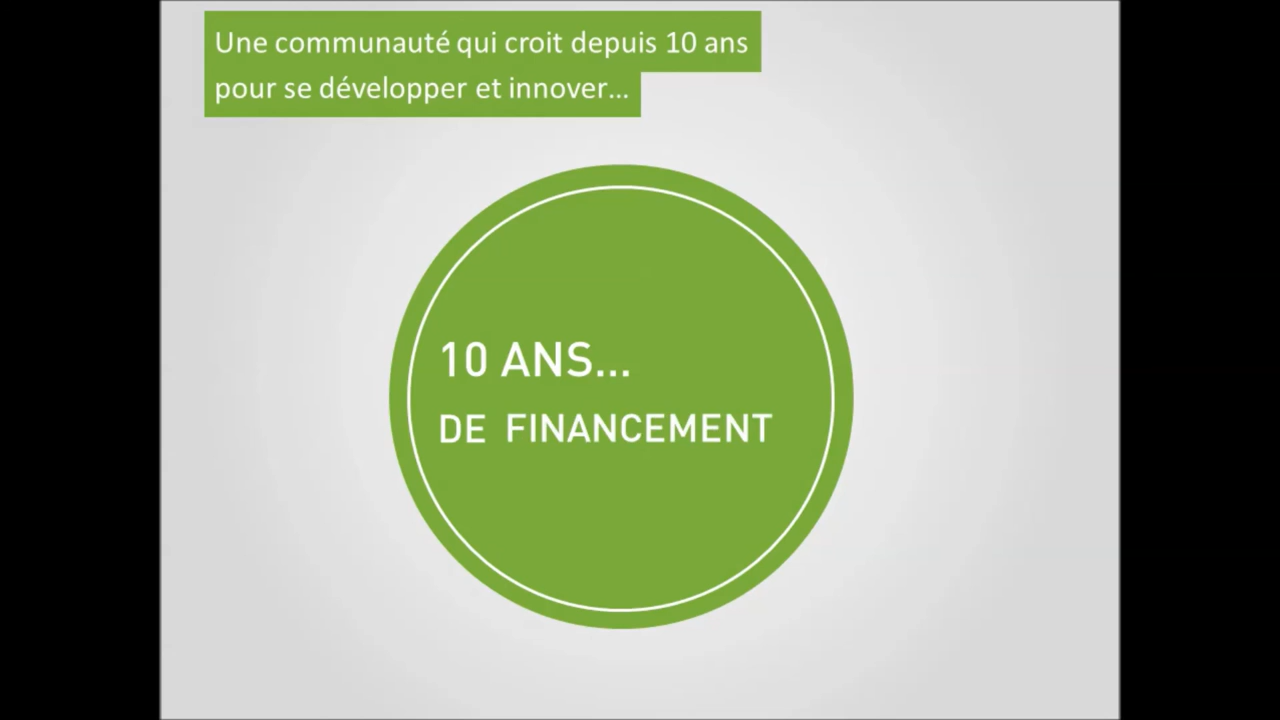 Une communauté qui croit depuis 10 ans
pour se développer et innover...
10 ANS...
DE FINANCEMENT